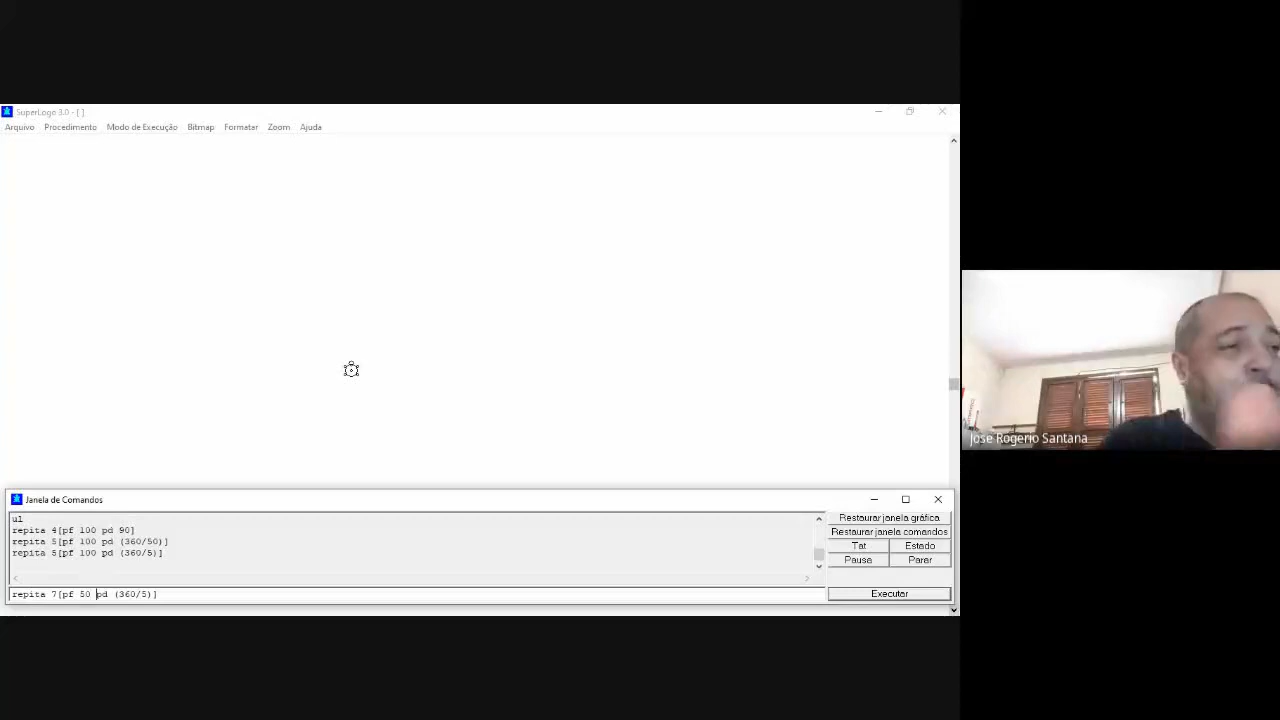 SuperLogo 3.0 - [ ]
Arquivo Procedimento Modo de Execução Bitmap Formatar Zoom Ajuda
Janela de Comandos
ul
repita 4[pf 100 pd 90]
repita 5[pf 100 pd (360/50)]
repita 5[pf 100 pd (360/5)]
repita 7[pf 50 pd (360/5)]
Restaurar janela gráfica
Restaurar janela comandos
Tat Estado
Pausa Parar
Executar
Jose Rogerio Santana